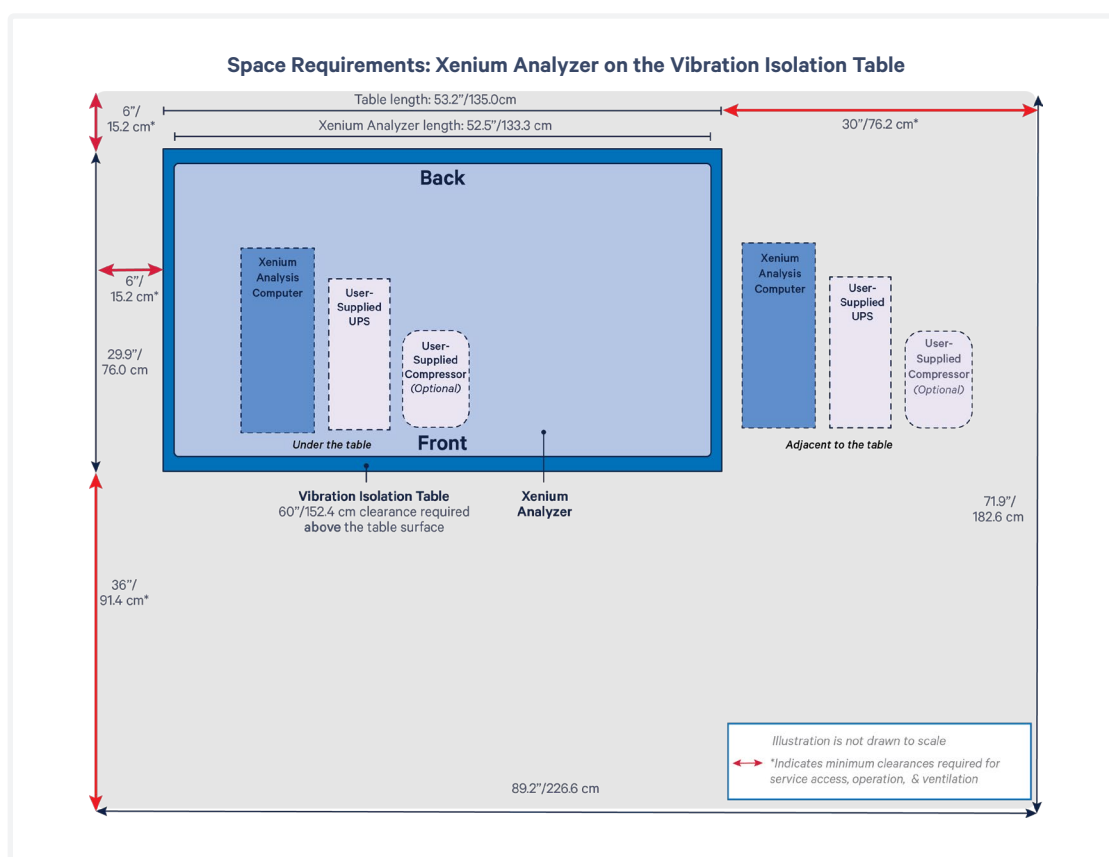 Space Requirements: Xenium Analyzer on the Vibration Isolation Table
Table length: 53.2”/135.0cm
6”/
15.2 cm*
30”/76.2 cm*
Xenium Analyzer length: 52.5”/133.3 cm
Back
Xenium
Analysis
Computer
User-
Supplied
UPS
User-
Supplied
Compressor
(Optional)
Under the table
Front
Xenium
Analysis
Computer
User-
Supplied
UPS
User-
Supplied
Compressor
(Optional)
Adjacent to the table
6”/
15.2 cm*
29.9”/
76.0 cm
Vibration Isolation Table
60”/152.4 cm clearance required
above the table surface
Xenium
Analyzer
71.9”/
182.6 cm
36”/
91.4 cm*
Illustration is not drawn to scale
*Indicates minimum clearances required for
service access, operation, & ventilation
89.2”/226.6 cm